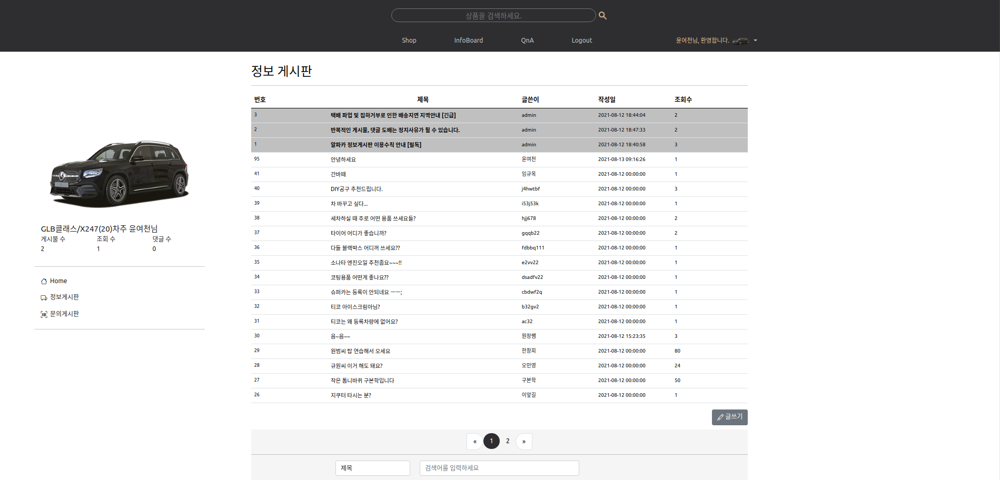 상품을 검색하세요.
Shop InfoBoard QnA Logout 윤여천님, 환영합니다.
정보 게시판
번호 제목 글쓴이 작성일 조회수
3 택배 파업 및 집하거부로 인한 배송지연 지역안내 [긴급] admin 2021-08-12 18:44:04 2
2 반복적인 게시물, 댓글 도배는 정지사유가 될 수 있습니다. admin 2021-08-12 18:47:33 2
1 알파카 정보게시판 이용수칙 안내 [필독] admin 2021-08-12 18:40:58 3
95 안녕하세요 윤여천 2021-08-13 09:16:26 1
41 간바떼 임규옥 2021-08-12 00:00:00 1
40 DIY공구 추천드립니다. j4hwtbf 2021-08-12 00:00:00 3
39 차 바꾸고 싶다... i53j53k 2021-08-12 00:00:00 1
38 세차하실 때 주로 어떤 용품 쓰세요들? hjj678 2021-08-12 00:00:00 2
37 타이어 어디가 좋습니까? gqqb22 2021-08-12 00:00:00 2
36 다들 블랙박스 어디꺼 쓰세요?? fdbbq111 2021-08-12 00:00:00 1
35 소나타 엔진오일 추천좀요~~~!! e2vv22 2021-08-12 00:00:00 1
34 코팅용품 어떤게 좋나요?? dsadfv22 2021-08-12 00:00:00 1
33 슈퍼카는 등록이 안되네요 ㅡㅡ; cbdwf2q 2021-08-12 00:00:00 1
32 티코 아이스크림아님? b32gv2 2021-08-12 00:00:00 1
31 티코는 왜 등록차량에 없어요? ac32 2021-08-12 00:00:00 1
30 음~음~~ 원장쌤 2021-08-12 15:23:35 3
29 원범씨 탑 연습해서 오세요 한창희 2021-08-12 00:00:00 80
28 규원씨 이거 해도 돼요? 오민영 2021-08-12 00:00:00 24
27 작은 톱니바퀴 구본학입니다 구본학 2021-08-12 00:00:00 50
26 지쿠터 타시는 분? 이앞길 2021-08-12 00:00:00 1
글쓰기
« 1 2 »
제목 검색어를 입력하세요
GLB클래스/X247(20)차주 윤여천님
게시물 수 조회 수 댓글 수
2 1 0
Home
정보게시판
문의게시판